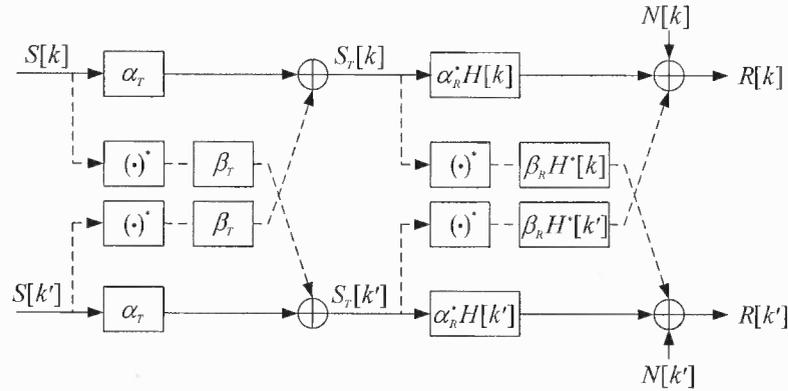 N[k]
S[k] α_T S_T[k] α_R^*H[k] R[k]
(·)^* β_T (·)^* β_R H^*[k]
(·)^* β_T (·)^* β_R H^*[k']
S[k'] α_T S_T[k'] α_R^*H[k'] R[k']
N[k']